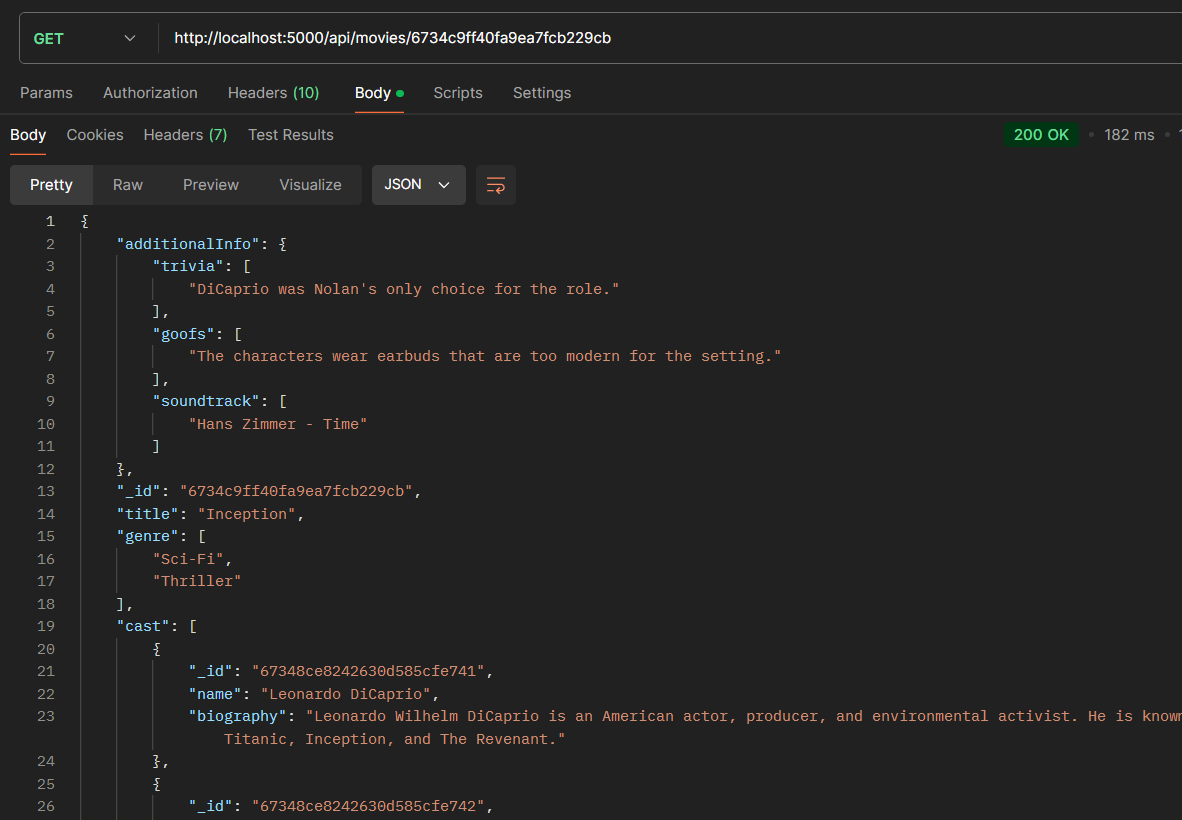 GET http://localhost:5000/api/movies/6734c9ff40fa9ea7fcb229cb
Params Authorization Headers (10) Body Scripts Settings
Body Cookies Headers (7) Test Results 200 OK 182 ms
Pretty Raw Preview Visualize JSON
1 {
2 "additionalInfo": {
3 "trivia": [
4 "DiCaprio was Nolan's only choice for the role."
5 ],
6 "goofs": [
7 "The characters wear earbuds that are too modern for the setting."
8 ],
9 "soundtrack": [
10 "Hans Zimmer - Time"
11 ]
12 },
13 "_id": "6734c9ff40fa9ea7fcb229cb",
14 "title": "Inception",
15 "genre": [
16 "Sci-Fi",
17 "Thriller"
18 ],
19 "cast": [
20 {
21 "_id": "67348ce8242630d585cfe741",
22 "name": "Leonardo DiCaprio",
23 "biography": "Leonardo Wilhelm DiCaprio is an American actor, producer, and environmental activist. He is known
Titanic, Inception, and The Revenant."
24 },
25 {
26 "_id": "67348ce8242630d585cfe742",